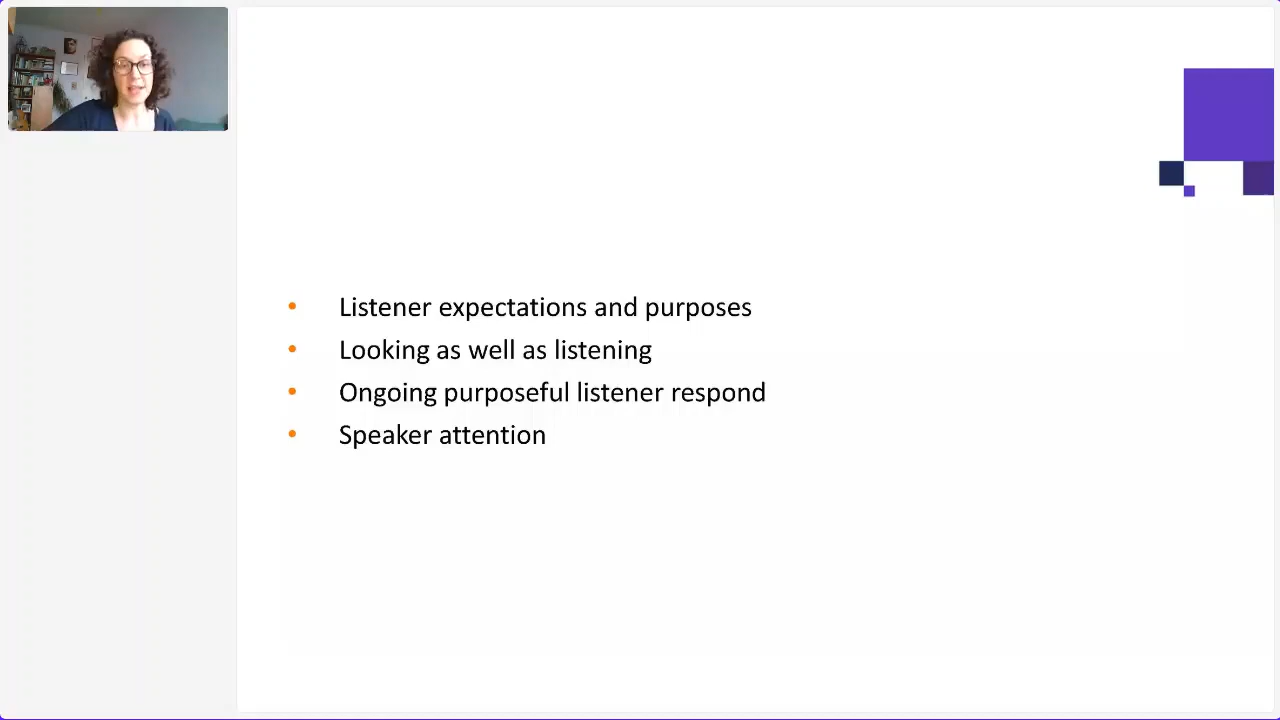 • Listener expectations and purposes
• Looking as well as listening
• Ongoing purposeful listener respond
• Speaker attention